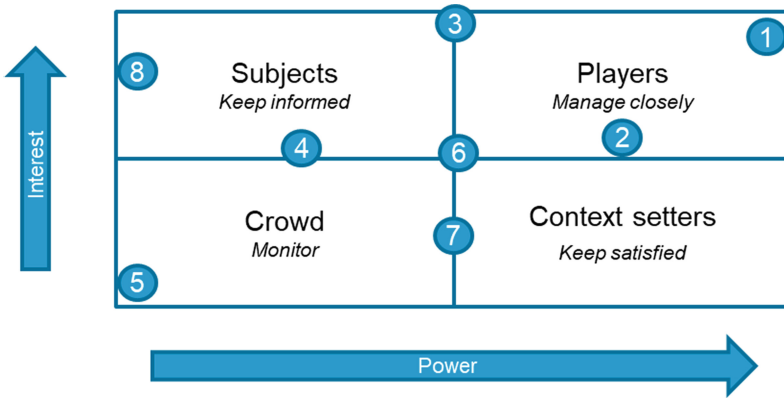 3
1
8
Subjects
Keep informed
Players
Manage closely
2
4
6
Interest
Crowd
Monitor
7
Context setters
Keep satisfied
5
Power